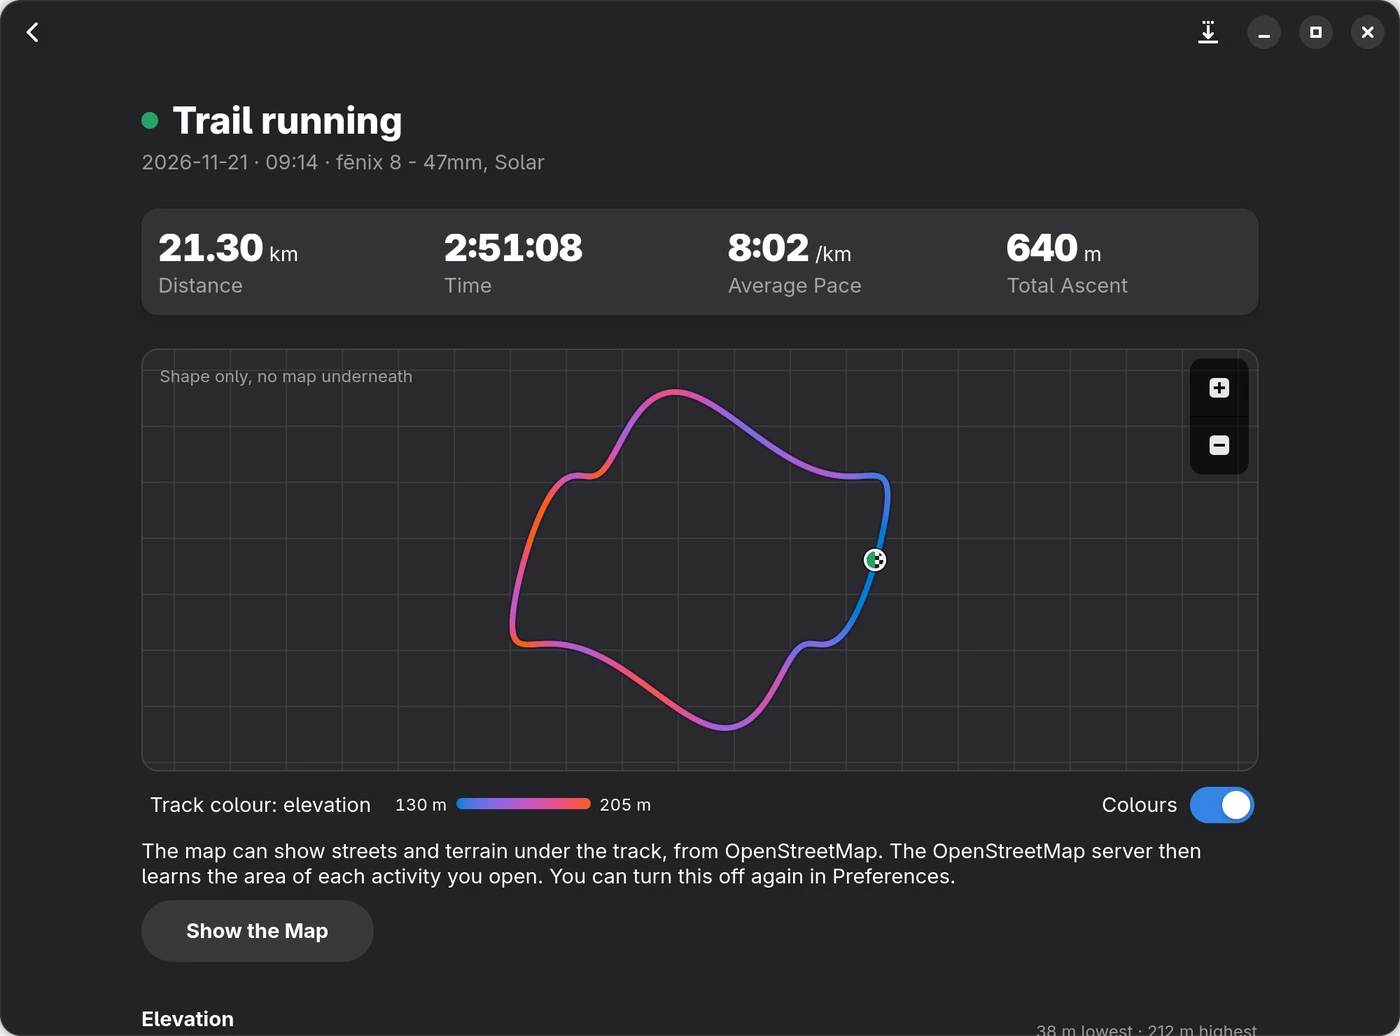 Trail running
2026-11-21 · 09:14 · fēnix 8 - 47mm, Solar
21.30 km
Distance
2:51:08
Time
8:02 /km
Average Pace
640 m
Total Ascent
Shape only, no map underneath
Track colour: elevation 130 m 205 m Colours
The map can show streets and terrain under the track, from OpenStreetMap. The OpenStreetMap server then
learns the area of each activity you open. You can turn this off again in Preferences.
Show the Map
Elevation
38 m lowest · 212 m highest